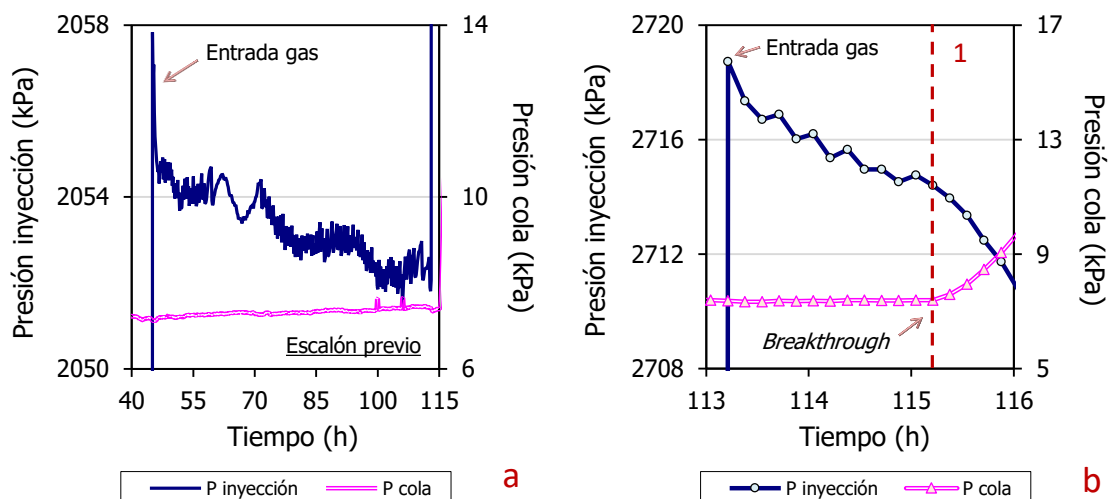 2058
2054
2050
Presión inyección (kPa)
14
10
6
Presión cola
(kPa)
Entrada gas
Escalón previo
40
55
70
85
100
115
Tiempo (h)
P inyección
P cola
a
2720
2716
2712
2708
Presión inyección (kPa)
17
13
9
5
Presión cola (kPa)
Entrada gas
1
Breakthrough
113
114
115
116
Tiempo (h)
P inyección
P cola
b